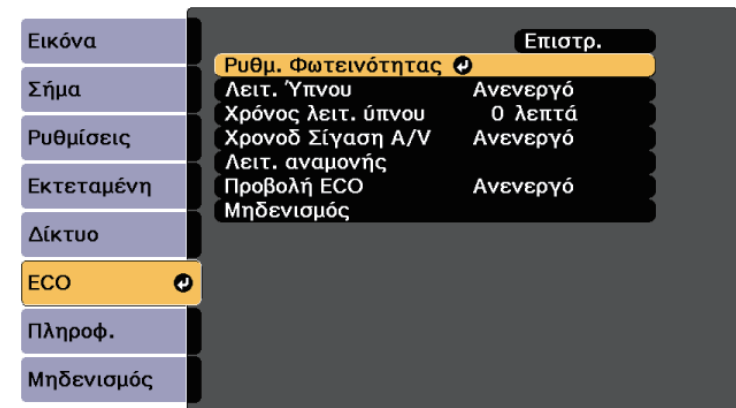 Εικόνα
Σήμα
Ρυθμίσεις
Εκτεταμένη
Δίκτυο
ECO
Πληροφ.
Μηδενισμός
Επιστρ.
Ρυθμ. Φωτεινότητας
Λειτ. Ύπνου Ανενεργό
Χρόνος λειτ. ύπνου 0 λεπτά
Χρονοδ Σίγαση A/V Ανενεργό
Λειτ. αναμονής
Προβολή ECO Ανενεργό
Μηδενισμός